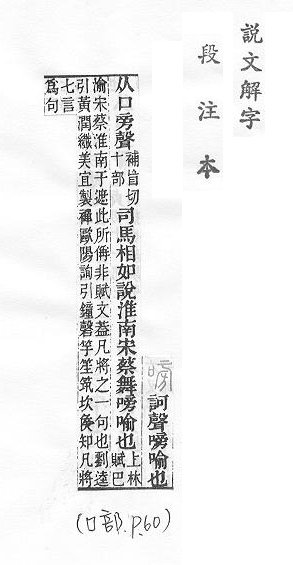 說文解字
段注本
嗙 訶聲嗙喻也
从口旁聲補盲切十部司馬相如說淮南宋蔡舞嗙喻也上林賦巴
渝宋蔡淮南于遮此所偁非賦文葢凡將之一句也劉逵
引黃潤纖美宜製襌歐陽詢引鐘磬竽笙筑坎矦知凡將
七言
爲句
(口部.P.60)